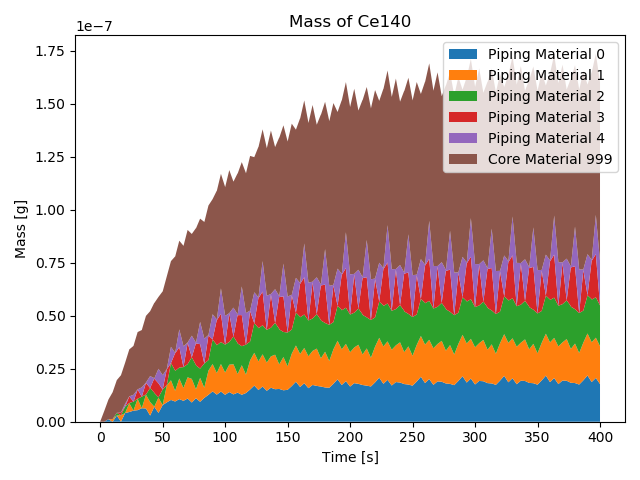 Mass of Ce140
1e−7
1.75
1.50
1.25
1.00
0.75
0.50
0.25
0.00
Mass [g]
Piping Material 0
Piping Material 1
Piping Material 2
Piping Material 3
Piping Material 4
Core Material 999
0 50 100 150 200 250 300 350 400
Time [s]